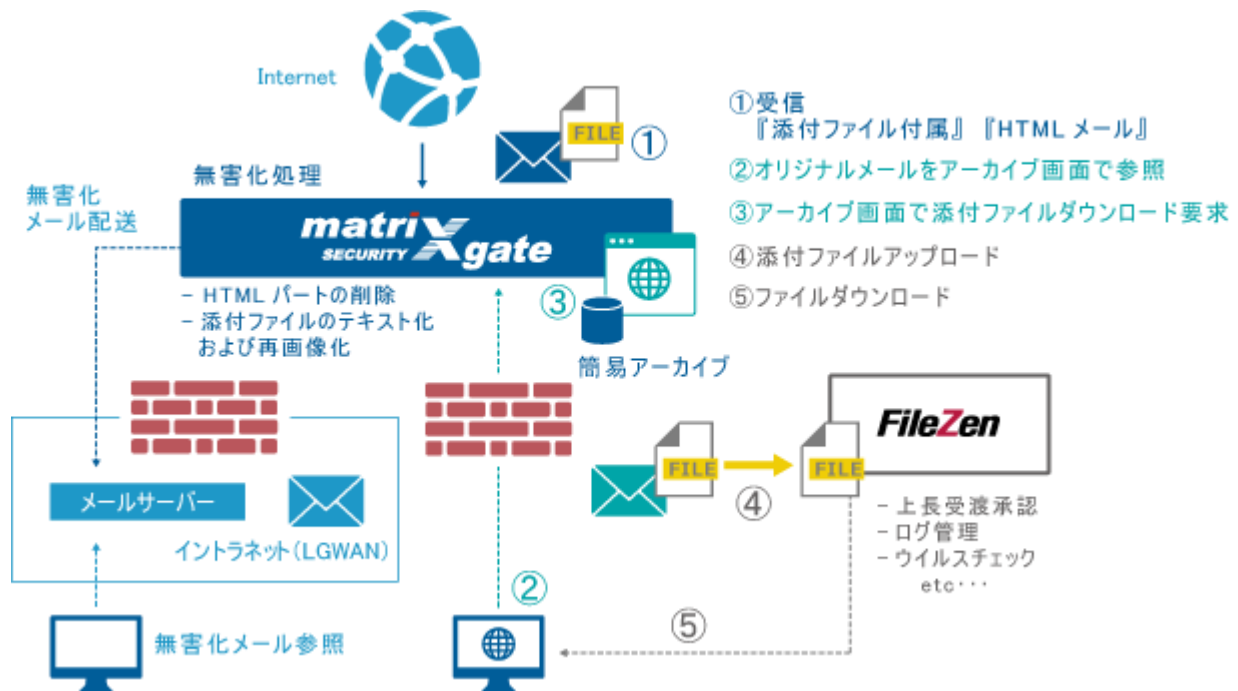 Internet
FILE
①
①受信
『添付ファイル付属』『HTMLメール』
②オリジナルメールをアーカイブ画面で参照
③アーカイブ画面で添付ファイルダウンロード要求
④添付ファイルアップロード
⑤ファイルダウンロード
無害化処理
無害化
メール配送
matriXgate
SECURITY
- HTMLパートの削除
- 添付ファイルのテキスト化
および再画像化
③
簡易アーカイブ
FileZen
FILE
FILE
④
- 上長受渡承認
- ログ管理
- ウイルスチェック
etc・・・
メールサーバー
イントラネット(LGWAN)
②
無害化メール参照
⑤